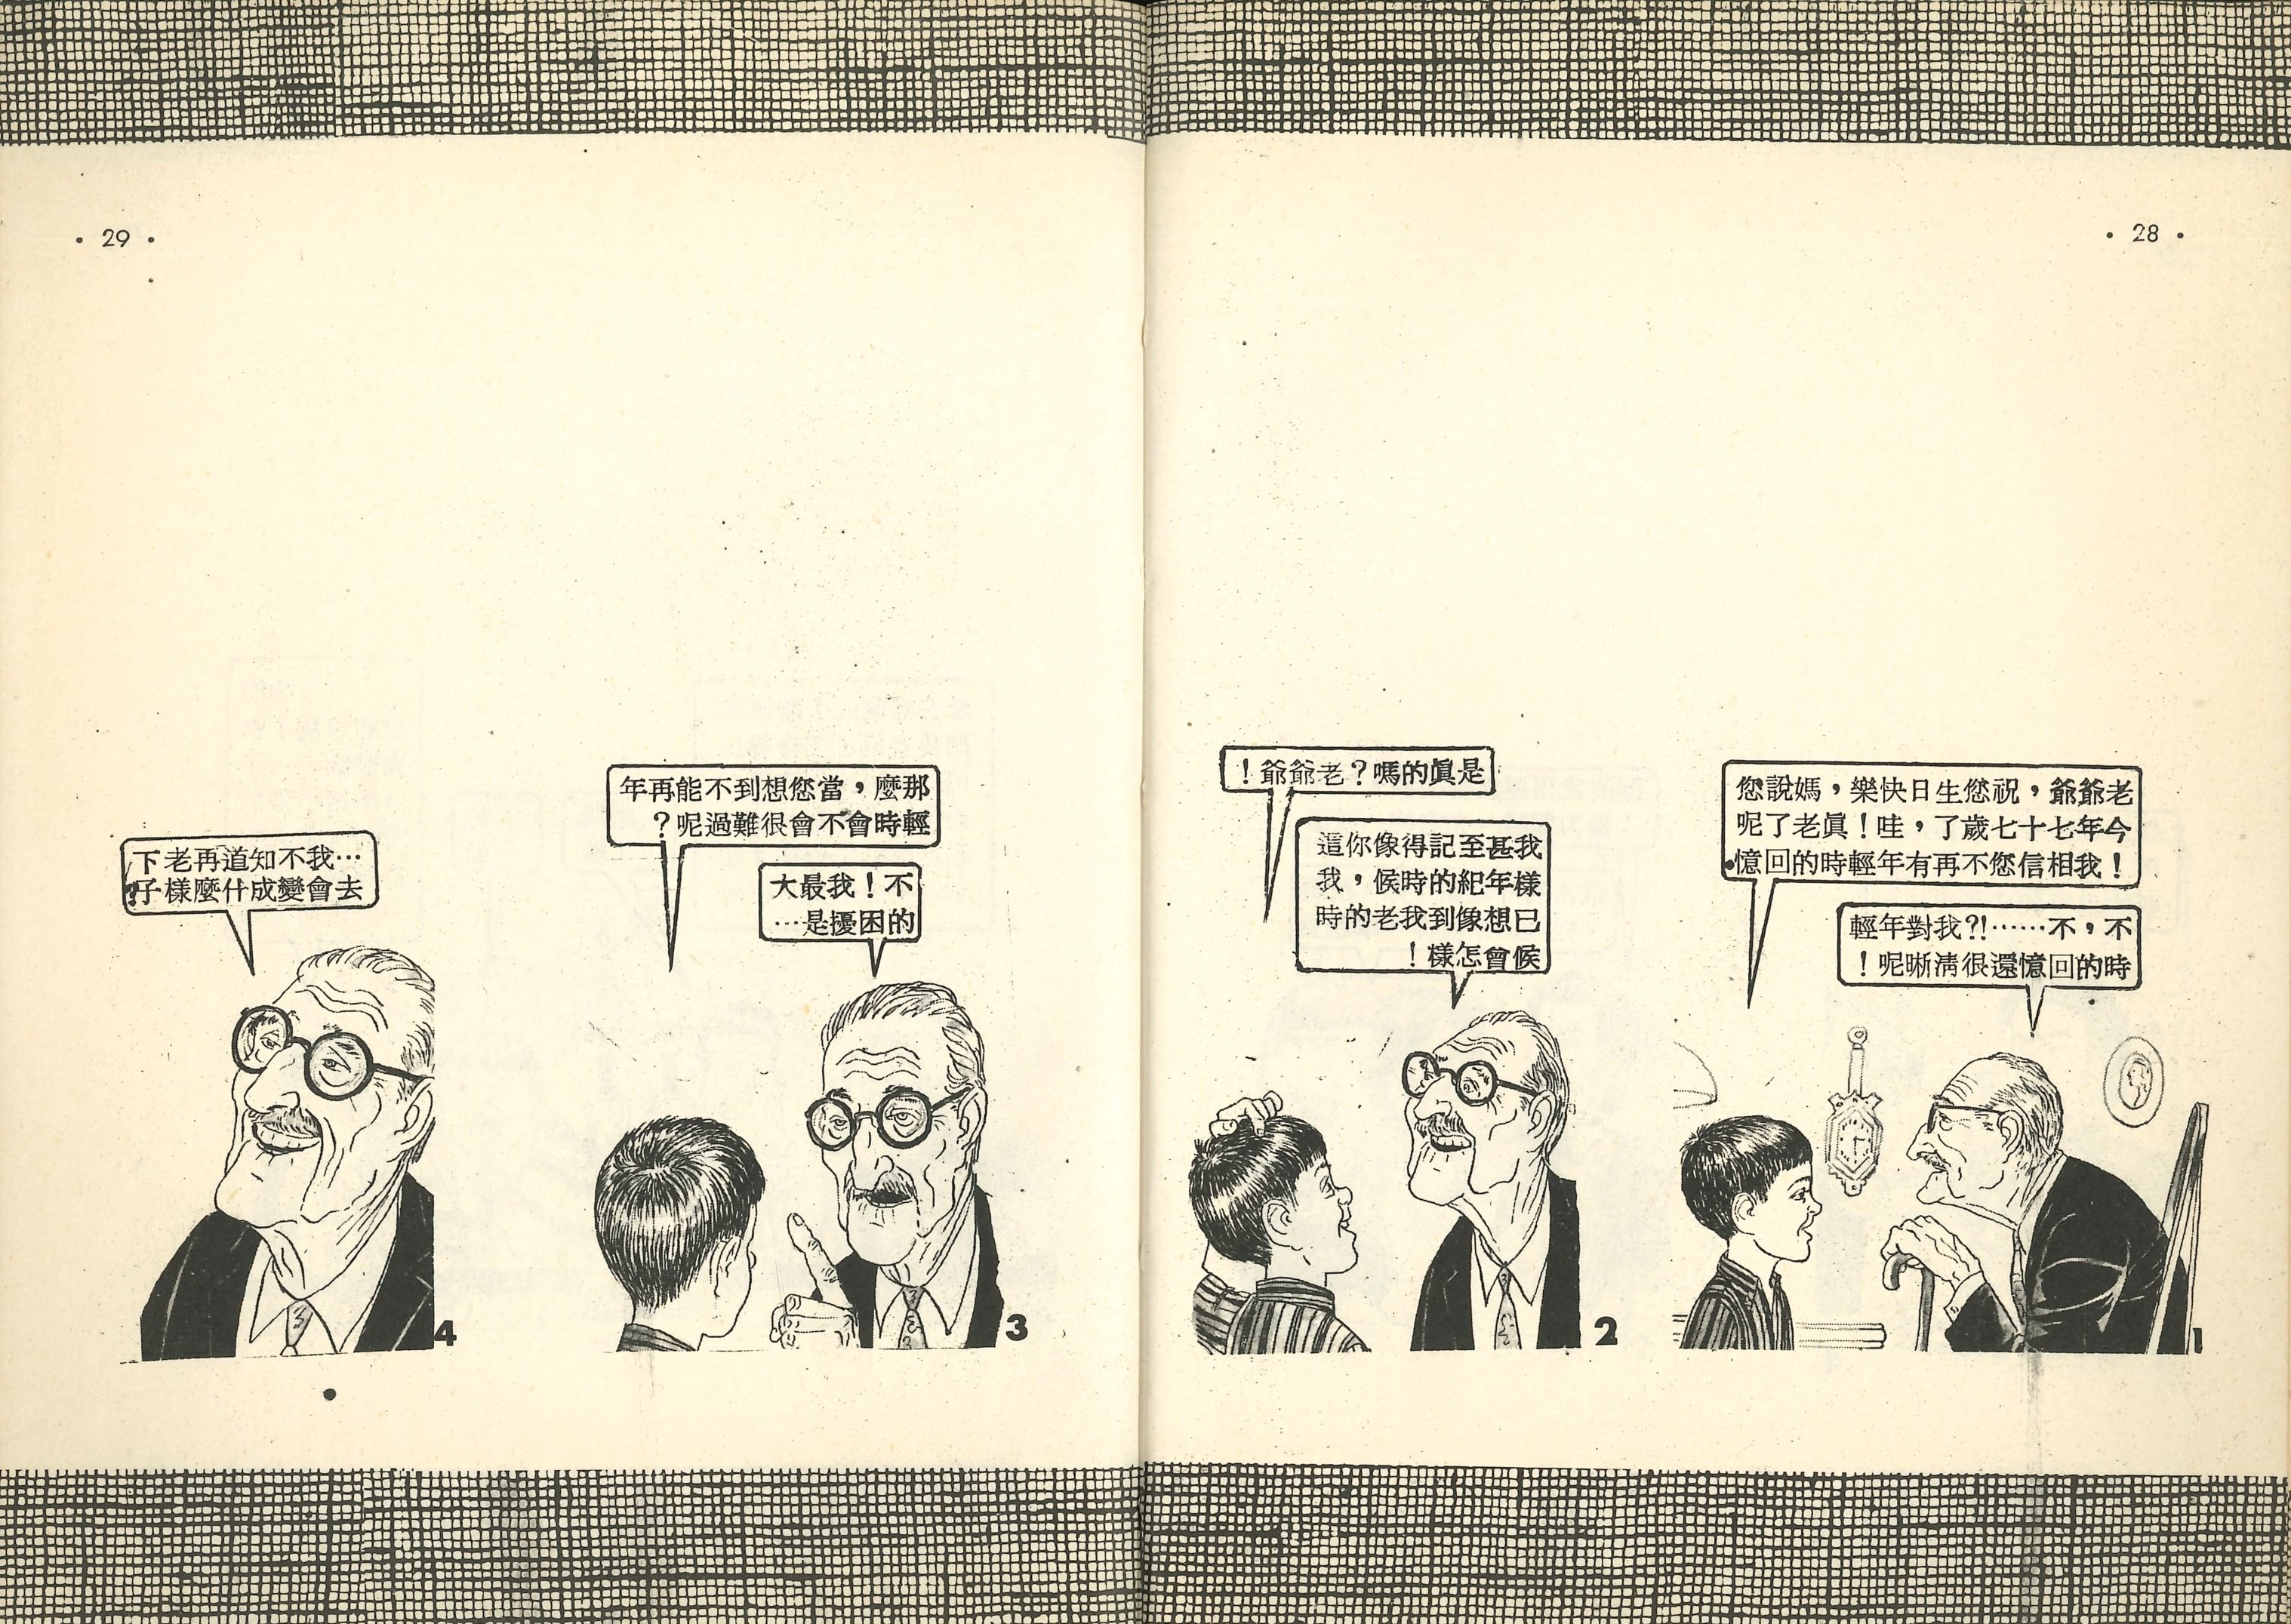 • 28 •
老爺爺，祝您生日快樂，媽說您
今年七十七歲了，哇！眞老了呢
！我相信您不再有年輕時的回憶
不，不……?!我對年輕
時的回憶還很清晰呢！
1
是眞的嗎？老爺爺！
我甚至記得像你這
樣年紀的時候，我
已想像到我老的時
候會怎樣！
2
• 29 •
那麼，當您想到不能再年
輕時會不會很難過呢？
不！我最大
的困擾是…
3
…我不知道再老下
去會變成什麼樣子？
4